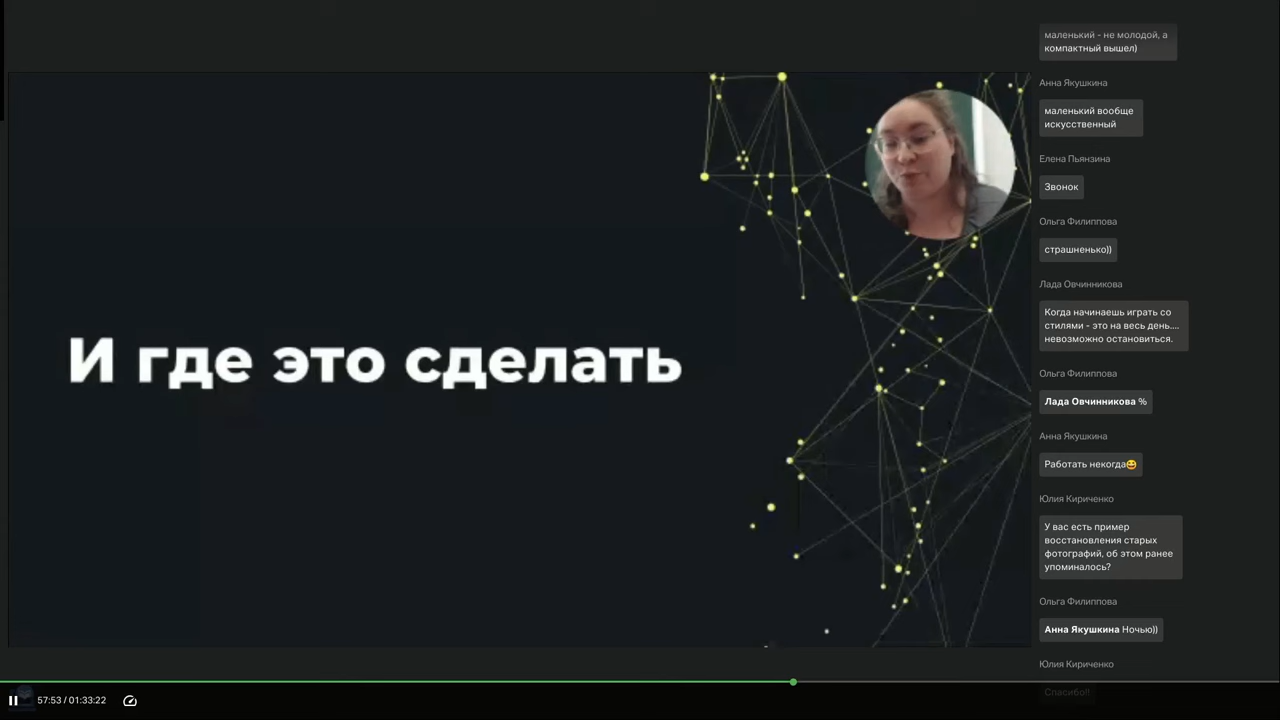 И где это сделать
маленький - не молодой, а
компактный вышел)
Анна Якушкина
маленький вообще
искусственный
Елена Пьянзина
Звонок
Ольга Филиппова
страшненько))
Лада Овчинникова
Когда начинаешь играть со
стилями - это на весь день....
невозможно остановиться.
Ольга Филиппова
Лада Овчинникова %
Анна Якушкина
Работать некогда😆
Юлия Кириченко
У вас есть пример
восстановления старых
фотографий, об этом ранее
упоминалось?
Ольга Филиппова
Анна Якушкина Ночью))
Юлия Кириченко
Спасибо!!
57:53 / 01:33:22